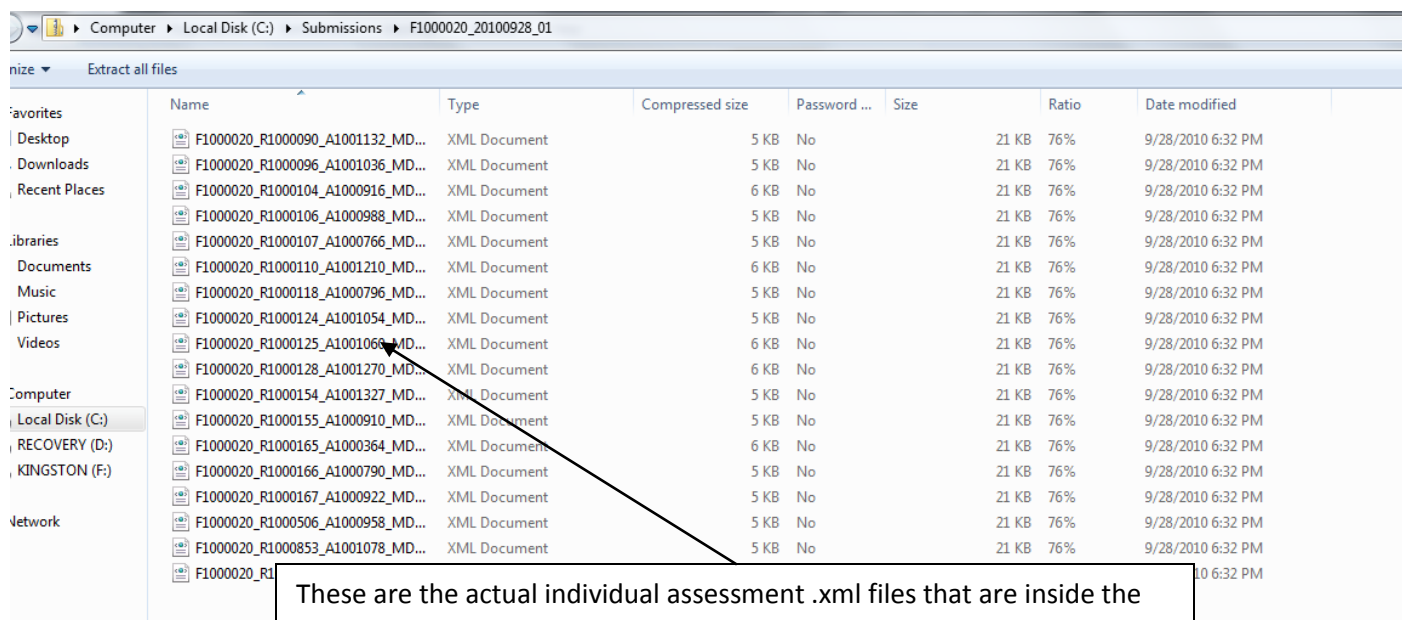 ▸ Computer ▸ Local Disk (C:) ▸ Submissions ▸ F1000020_20100928_01
nize ▾ Extract all files
Favorites
Desktop
Downloads
Recent Places
Libraries
Documents
Music
Pictures
Videos
Computer
Local Disk (C:)
RECOVERY (D:)
KINGSTON (F:)
Network
Name Type Compressed size Password ... Size Ratio Date modified
F1000020_R1000090_A1001132_MD... XML Document 5 KB No 21 KB 76% 9/28/2010 6:32 PM
F1000020_R1000096_A1001036_MD... XML Document 5 KB No 21 KB 76% 9/28/2010 6:32 PM
F1000020_R1000104_A1000916_MD... XML Document 6 KB No 21 KB 76% 9/28/2010 6:32 PM
F1000020_R1000106_A1000988_MD... XML Document 5 KB No 21 KB 76% 9/28/2010 6:32 PM
F1000020_R1000107_A1000766_MD... XML Document 5 KB No 21 KB 76% 9/28/2010 6:32 PM
F1000020_R1000110_A1001210_MD... XML Document 6 KB No 21 KB 76% 9/28/2010 6:32 PM
F1000020_R1000118_A1000796_MD... XML Document 5 KB No 21 KB 76% 9/28/2010 6:32 PM
F1000020_R1000124_A1001054_MD... XML Document 5 KB No 21 KB 76% 9/28/2010 6:32 PM
F1000020_R1000125_A1001060_MD... XML Document 6 KB No 21 KB 76% 9/28/2010 6:32 PM
F1000020_R1000128_A1001270_MD... XML Document 6 KB No 21 KB 76% 9/28/2010 6:32 PM
F1000020_R1000154_A1001327_MD... XML Document 5 KB No 21 KB 76% 9/28/2010 6:32 PM
F1000020_R1000155_A1000910_MD... XML Document 5 KB No 21 KB 76% 9/28/2010 6:32 PM
F1000020_R1000165_A1000364_MD... XML Document 6 KB No 21 KB 76% 9/28/2010 6:32 PM
F1000020_R1000166_A1000790_MD... XML Document 5 KB No 21 KB 76% 9/28/2010 6:32 PM
F1000020_R1000167_A1000922_MD... XML Document 5 KB No 21 KB 76% 9/28/2010 6:32 PM
F1000020_R1000506_A1000958_MD... XML Document 5 KB No 21 KB 76% 9/28/2010 6:32 PM
F1000020_R1000853_A1001078_MD... XML Document 5 KB No 21 KB 76% 9/28/2010 6:32 PM
F1000020_R1 10 6:32 PM
These are the actual individual assessment .xml files that are inside the